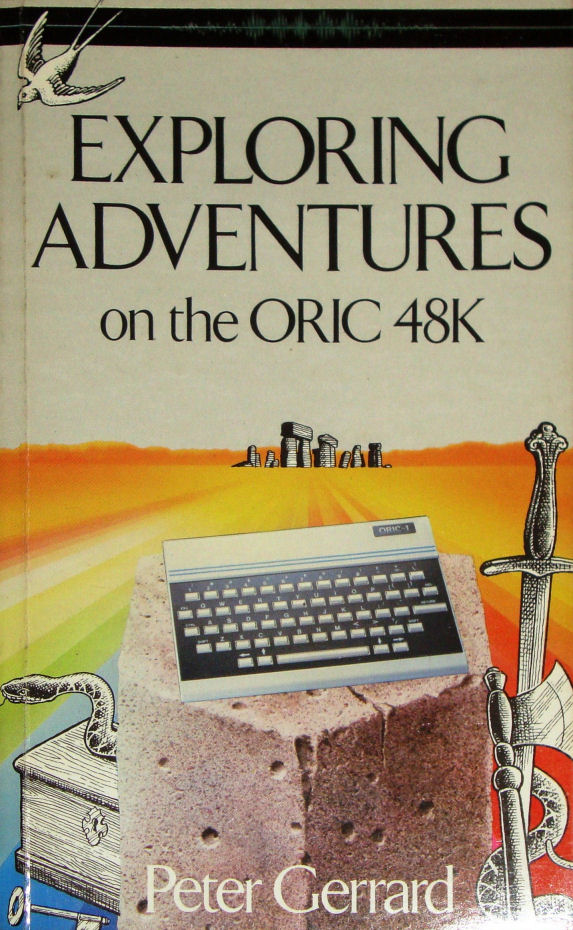 EXPLORING
ADVENTURES
on the ORIC 48K
ORIC-1
Peter Gerrard